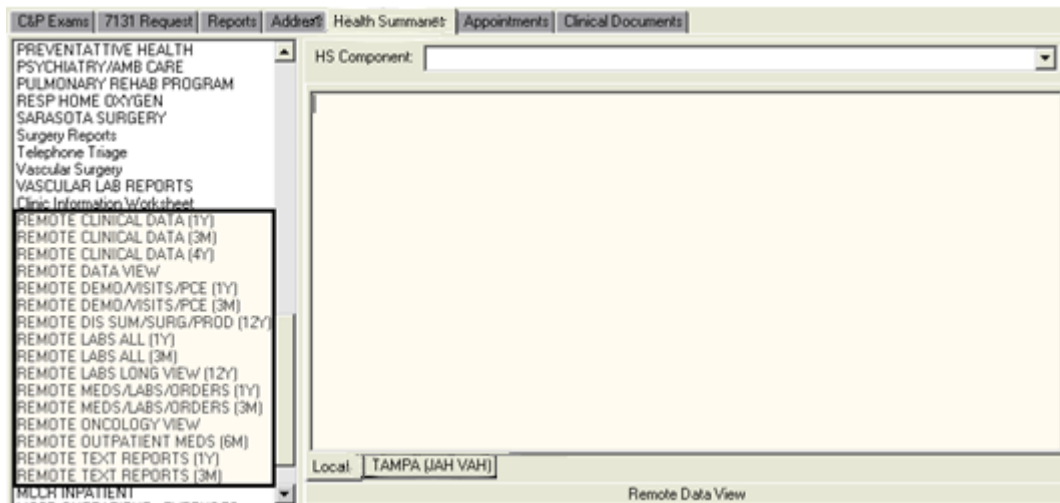 C&P Exams 7131 Request Reports Health Summaries Appointments Clinical Documents
PREVENTATTIVE HEALTH
PSYCHIATRY/AMB CARE
PULMONARY REHAB PROGRAM
RESP HOME OXYGEN
SARASOTA SURGERY
Surgery Reports
Telephone Triage
Vascular Surgery
VASCULAR LAB REPORTS
Clinic Information Worksheet
REMOTE CLINICAL DATA (1Y)
REMOTE CLINICAL DATA (3M)
REMOTE CLINICAL DATA (4Y)
REMOTE DATA VIEW
REMOTE DEMO/VISITS/PCE (1Y)
REMOTE DEMO/VISITS/PCE (3M)
REMOTE DIS SUM/SURG/PROD (12Y)
REMOTE LABS ALL (1Y)
REMOTE LABS ALL (3M)
REMOTE LABS LONG VIEW (12Y)
REMOTE MEDS/LABS/ORDERS (1Y)
REMOTE MEDS/LABS/ORDERS (3M)
REMOTE ONCOLOGY VIEW
REMOTE OUTPATIENT MEDS (6M)
REMOTE TEXT REPORTS (1Y)
REMOTE TEXT REPORTS (3M)
MCCR INPATIENT
HS Component:
Local TAMPA (JAH VAH)
Remote Data View